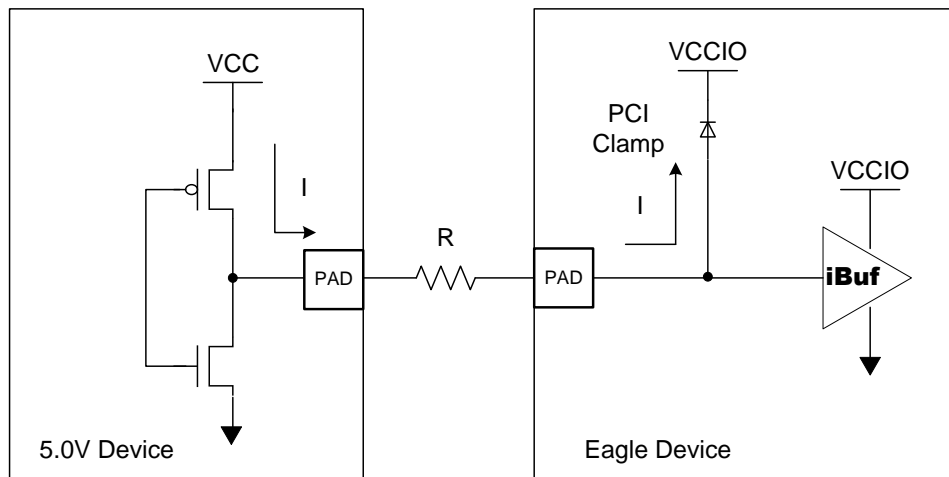 VCC
I
PAD
5.0V Device
R
VCCIO
PCI
Clamp
I
VCCIO
PAD
iBuf
Eagle Device